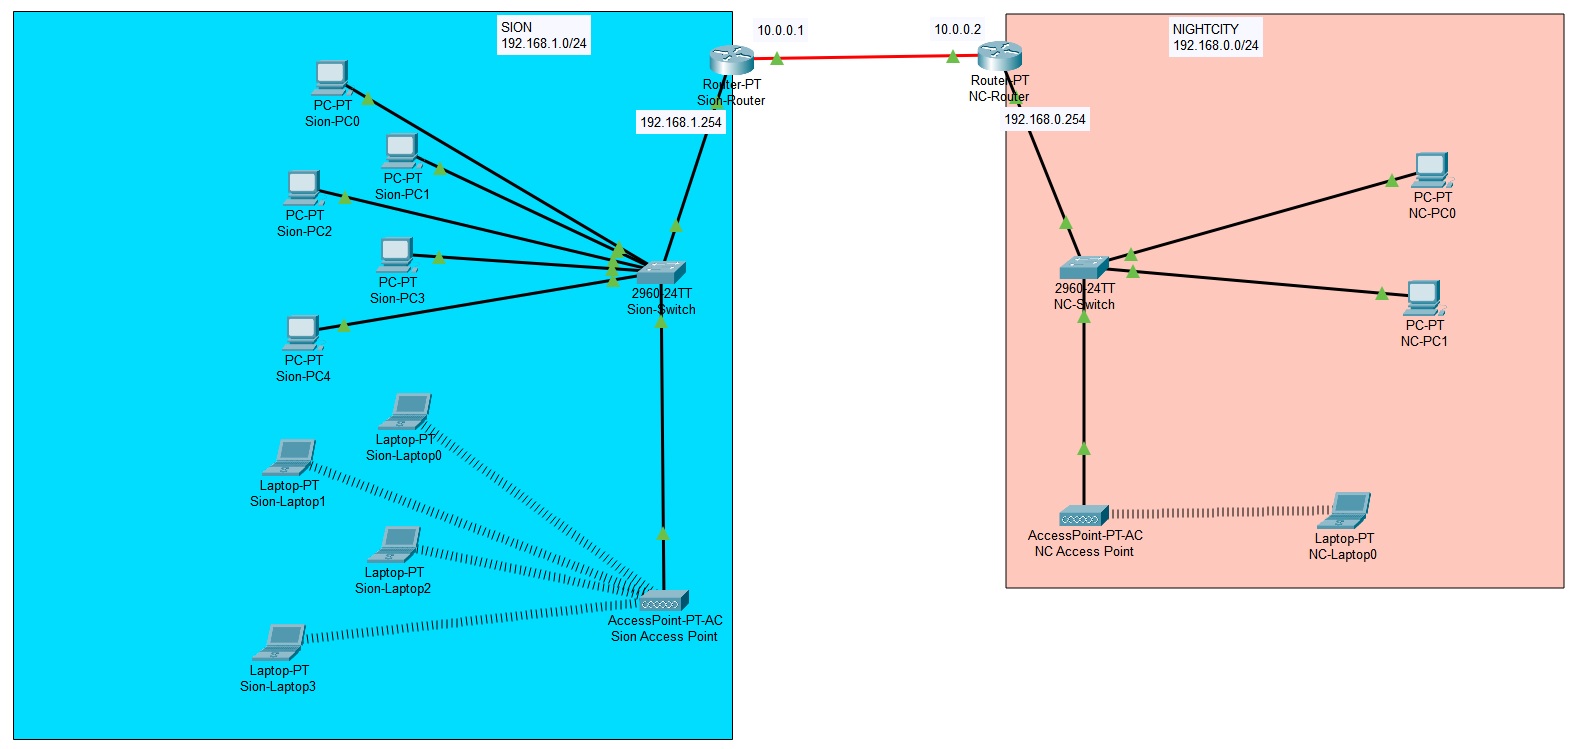 SION
192.168.1.0/24
10.0.0.1
10.0.0.2
NIGHTCITY
192.168.0.0/24
Router-PT
Sion-Router
Router-PT
NC-Router
192.168.1.254
192.168.0.254
PC-PT
Sion-PC0
PC-PT
Sion-PC1
PC-PT
Sion-PC2
PC-PT
Sion-PC3
PC-PT
Sion-PC4
2960-24TT
Sion-Switch
Laptop-PT
Sion-Laptop0
Laptop-PT
Sion-Laptop1
Laptop-PT
Sion-Laptop2
Laptop-PT
Sion-Laptop3
AccessPoint-PT-AC
Sion Access Point
PC-PT
NC-PC0
2960-24TT
NC-Switch
PC-PT
NC-PC1
AccessPoint-PT-AC
NC Access Point
Laptop-PT
NC-Laptop0